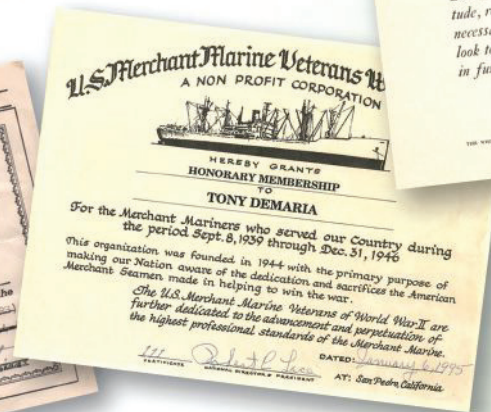 U.S. Merchant Marine Veterans
A NON PROFIT CORPORATION
HEREBY GRANTS
HONORARY MEMBERSHIP
TO
TONY DEMARIA
For the Merchant Mariners who served our Country during
the period Sept. 8, 1939 through Dec. 31, 1946
This organization was founded in 1944 with the primary purpose of
making our Nation aware of the dedication and sacrifices the American
Merchant Seamen made in helping to win the war.
The U.S. Merchant Marine Veterans of World War II are
further dedicated to the advancement and perpetuation of
the highest professional standards of the Merchant Marine.
DATED: January 6, 1995
CERTIFICATE
NATIONAL DIRECTOR & PRESIDENT
AT: San Pedro, California
look
in